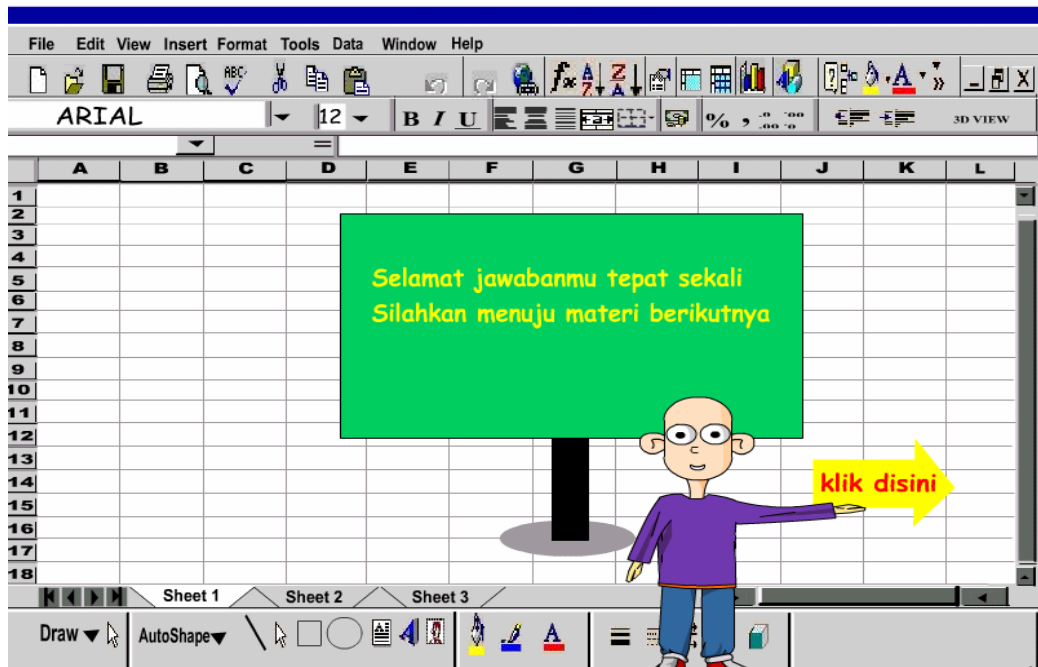 File Edit View Insert Format Tools Data Window Help
ABC
ARIAL 12 B I U % , 3D VIEW
=
A B C D E F G H I J K L
1
2
3
4
5
6
7
8
9
10
11
12
13
14
15
16
17
18
Selamat jawabanmu tepat sekali
Silahkan menuju materi berikutnya
klik disini
Sheet 1 Sheet 2 Sheet 3
Draw AutoShape A